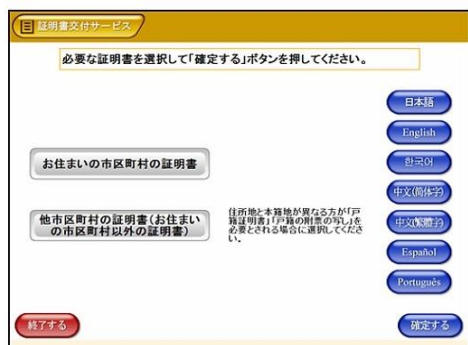 証明書交付サービス
必要な証明書を選択して「確定する」ボタンを押してください。
日本語
English
お住まいの市区町村の証明書
한국어
中文(简体字)
他市区町村の証明書(お住まい
の市区町村以外の証明書)
住所地と本籍地が異なる方が「戸
籍証明書」「戸籍の附票の写し」を
必要とされる場合に選択してくださ
い。
中文(繁體字)
Español
Português
終了する
確定する